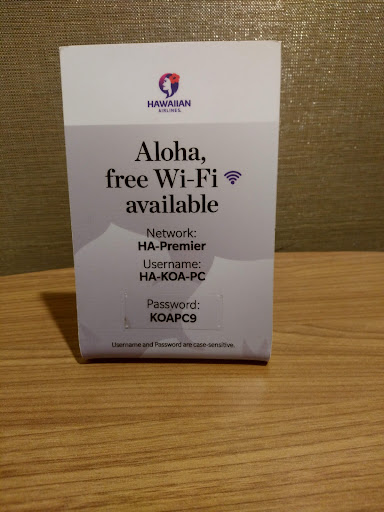 HAWAIIAN
AIRLINES.
Aloha,
free Wi-Fi
available
Network:
HA-Premier
Username:
HA-KOA-PC
Password:
KOAPC9
Username and Password are case-sensitive.